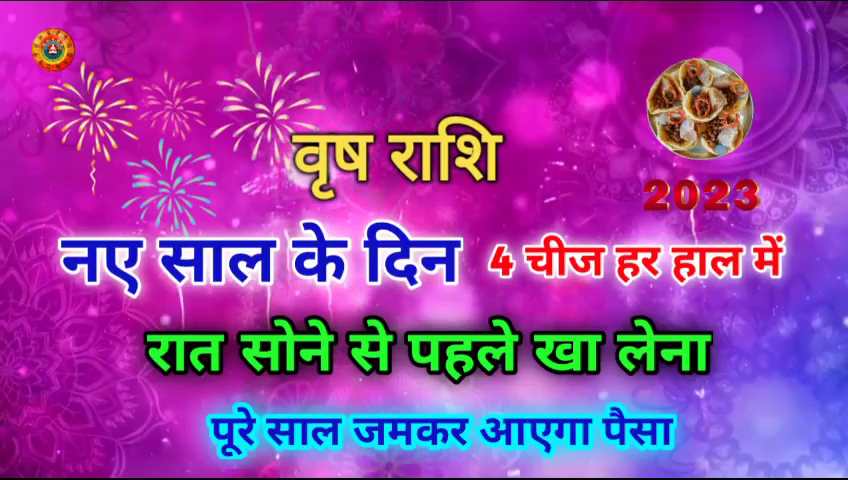 वृष राशि
2023
नए साल के दिन 4 चीज हर हाल में
रात सोने से पहले खा लेना
पूरे साल जमकर आएगा पैसा